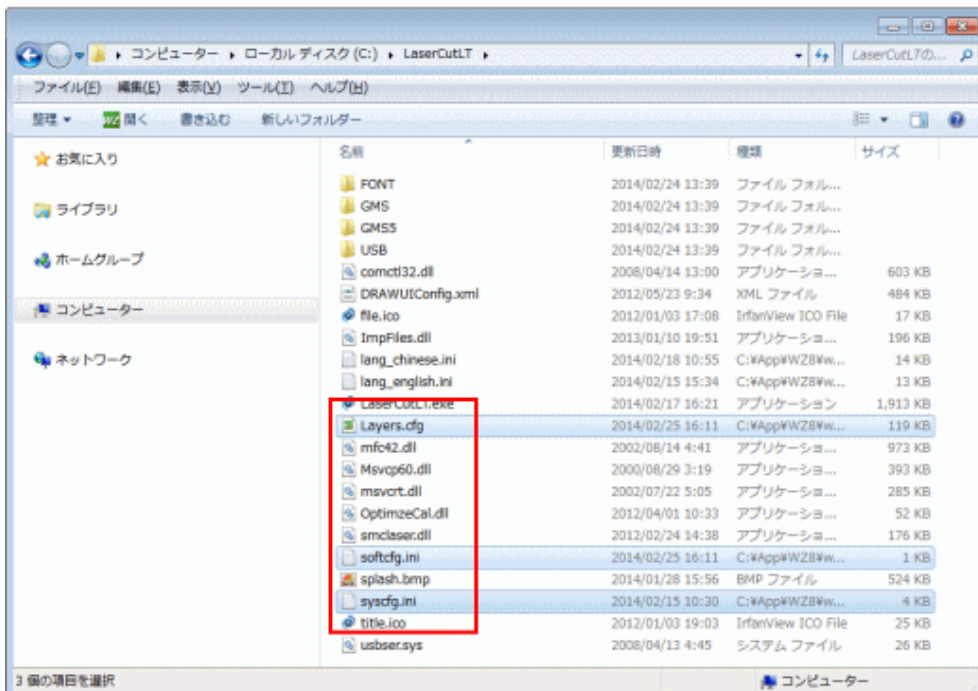 コンピューター ▸ ローカル ディスク (C:) ▸ LaserCutLT ▸ LaserCutLTの...
ファイル(F) 編集(E) 表示(V) ツール(T) ヘルプ(H)
整理 ▼ 開く 書き込む 新しいフォルダー
お気に入り
ライブラリ
ホームグループ
コンピューター
ネットワーク
名前 更新日時 種類 サイズ
FONT 2014/02/24 13:39 ファイル フォル...
GMS 2014/02/24 13:39 ファイル フォル...
GMS5 2014/02/24 13:39 ファイル フォル...
USB 2014/02/24 13:39 ファイル フォル...
comctl32.dll 2008/04/14 13:00 アプリケーショ... 603 KB
DRAWUIConfig.xml 2012/05/23 9:34 XML ファイル 484 KB
file.ico 2012/01/03 17:08 IrfanView ICO File 17 KB
ImpFiles.dll 2013/01/10 19:51 アプリケーショ... 196 KB
lang_chinese.ini 2014/02/18 10:55 C:¥App¥WZ8¥w... 14 KB
lang_english.ini 2014/02/15 15:34 C:¥App¥WZ8¥w... 13 KB
LaserCutLT.exe 2014/02/17 16:21 アプリケーション 1,913 KB
Layers.cfg 2014/02/25 16:11 C:¥App¥WZ8¥w... 119 KB
mfc42.dll 2002/08/14 4:41 アプリケーショ... 973 KB
Msvcp60.dll 2000/08/29 3:19 アプリケーショ... 393 KB
msvcrt.dll 2002/07/22 5:05 アプリケーショ... 285 KB
OptimzeCal.dll 2012/04/01 10:33 アプリケーショ... 52 KB
smclaser.dll 2012/02/24 14:38 アプリケーショ... 176 KB
softcfg.ini 2014/02/25 16:11 C:¥App¥WZ8¥w... 1 KB
splash.bmp 2014/01/28 15:56 BMP ファイル 524 KB
syscfg.ini 2014/02/15 10:30 C:¥App¥WZ8¥w... 4 KB
title.ico 2012/01/03 19:03 IrfanView ICO File 25 KB
usbser.sys 2008/04/13 4:45 システム ファイル 26 KB
3 個の項目を選択 コンピューター